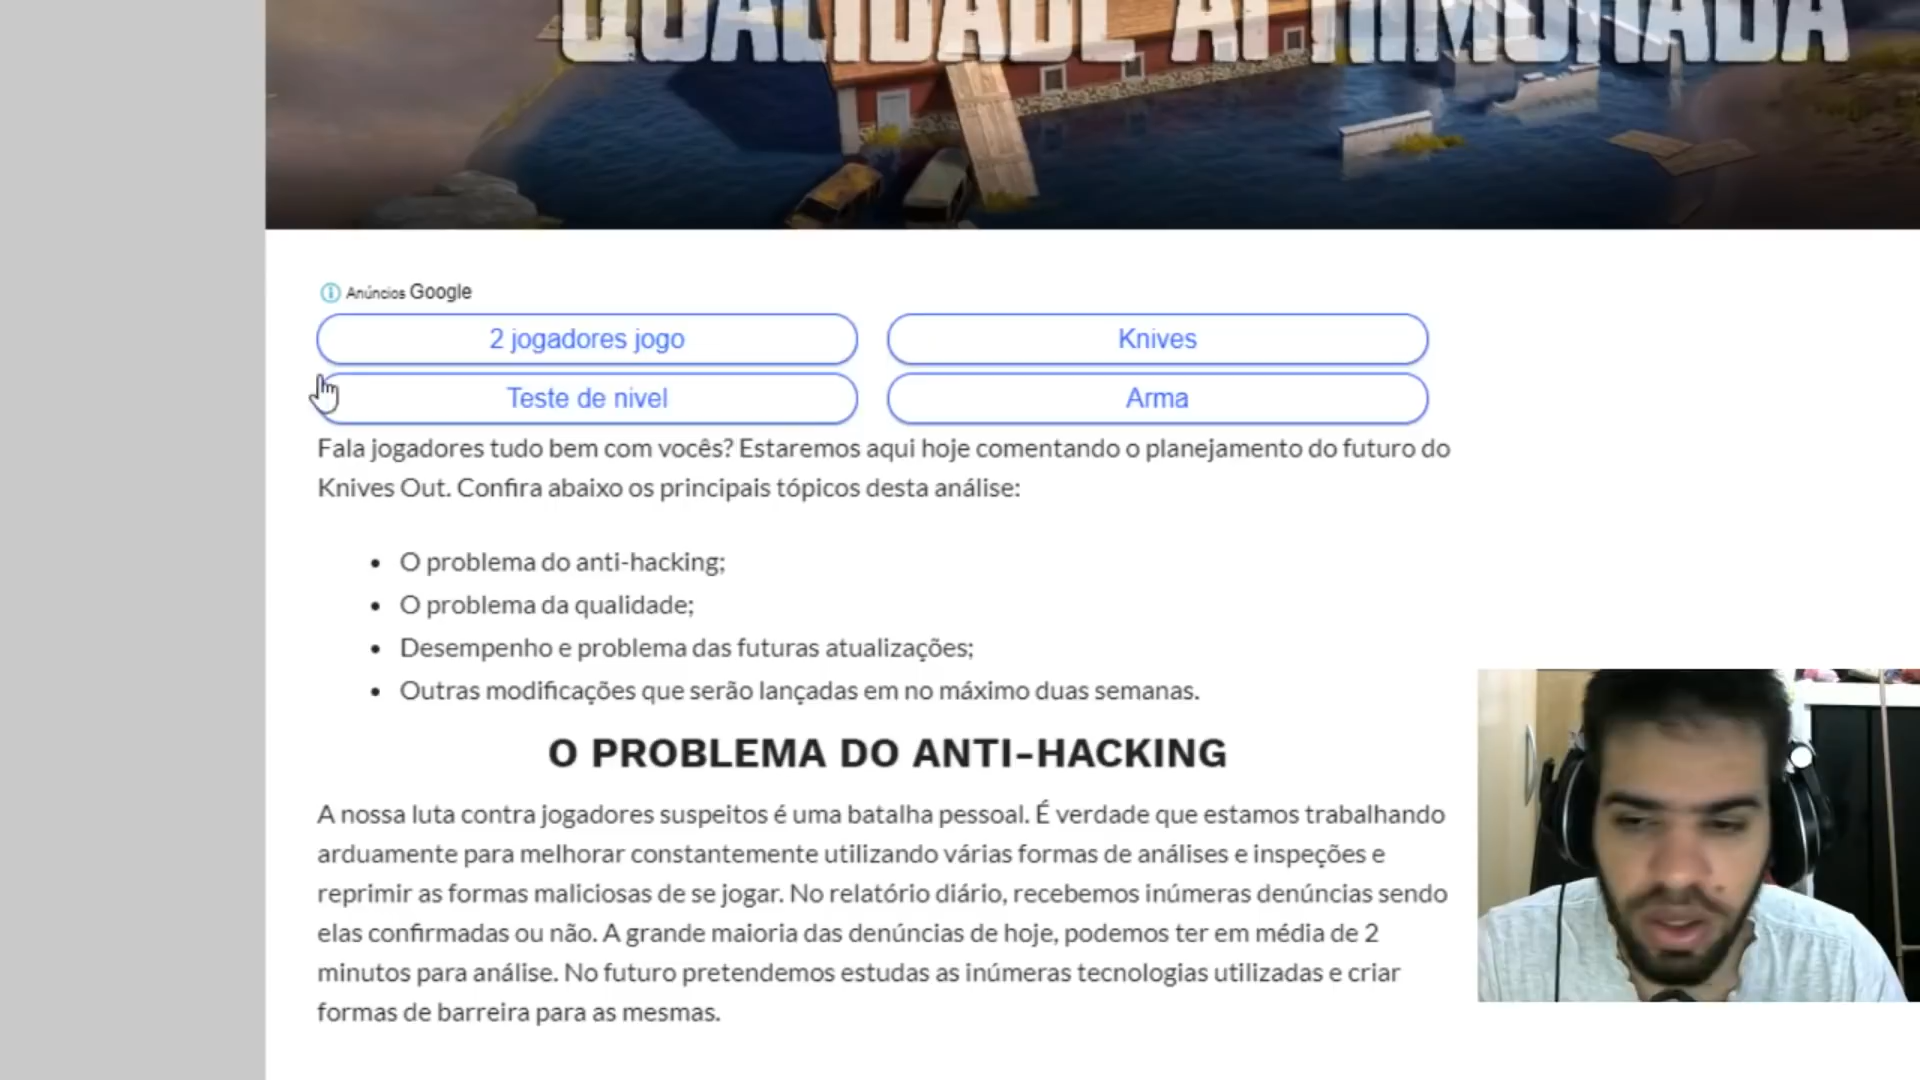 QUALIDADE APRIMORADA
Anúncios Google
2 jogadores jogo
Knives
Teste de nivel
Arma
Fala jogadores tudo bem com vocês? Estaremos aqui hoje comentando o planejamento do futuro do
Knives Out. Confira abaixo os principais tópicos desta análise:
• O problema do anti-hacking;
• O problema da qualidade;
• Desempenho e problema das futuras atualizações;
• Outras modificações que serão lançadas em no máximo duas semanas.
O PROBLEMA DO ANTI-HACKING
A nossa luta contra jogadores suspeitos é uma batalha pessoal. É verdade que estamos trabalhando
arduamente para melhorar constantemente utilizando várias formas de análises e inspeções e
reprimir as formas maliciosas de se jogar. No relatório diário, recebemos inúmeras denúncias sendo
elas confirmadas ou não. A grande maioria das denúncias de hoje, podemos ter em média de 2
minutos para análise. No futuro pretendemos estudas as inúmeras tecnologias utilizadas e criar
formas de barreira para as mesmas.